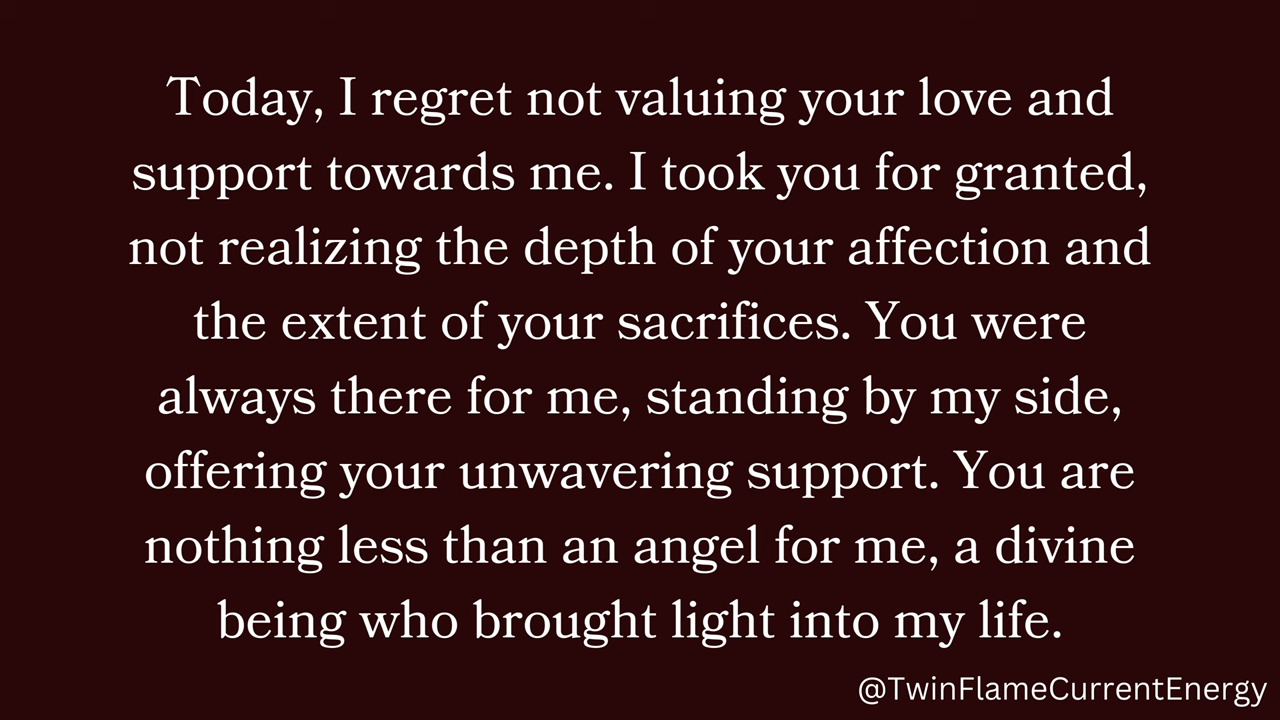 Today, I regret not valuing your love and
support towards me. I took you for granted,
not realizing the depth of your affection and
the extent of your sacrifices. You were
always there for me, standing by my side,
offering your unwavering support. You are
nothing less than an angel for me, a divine
being who brought light into my life.
@TwinFlameCurrentEnergy